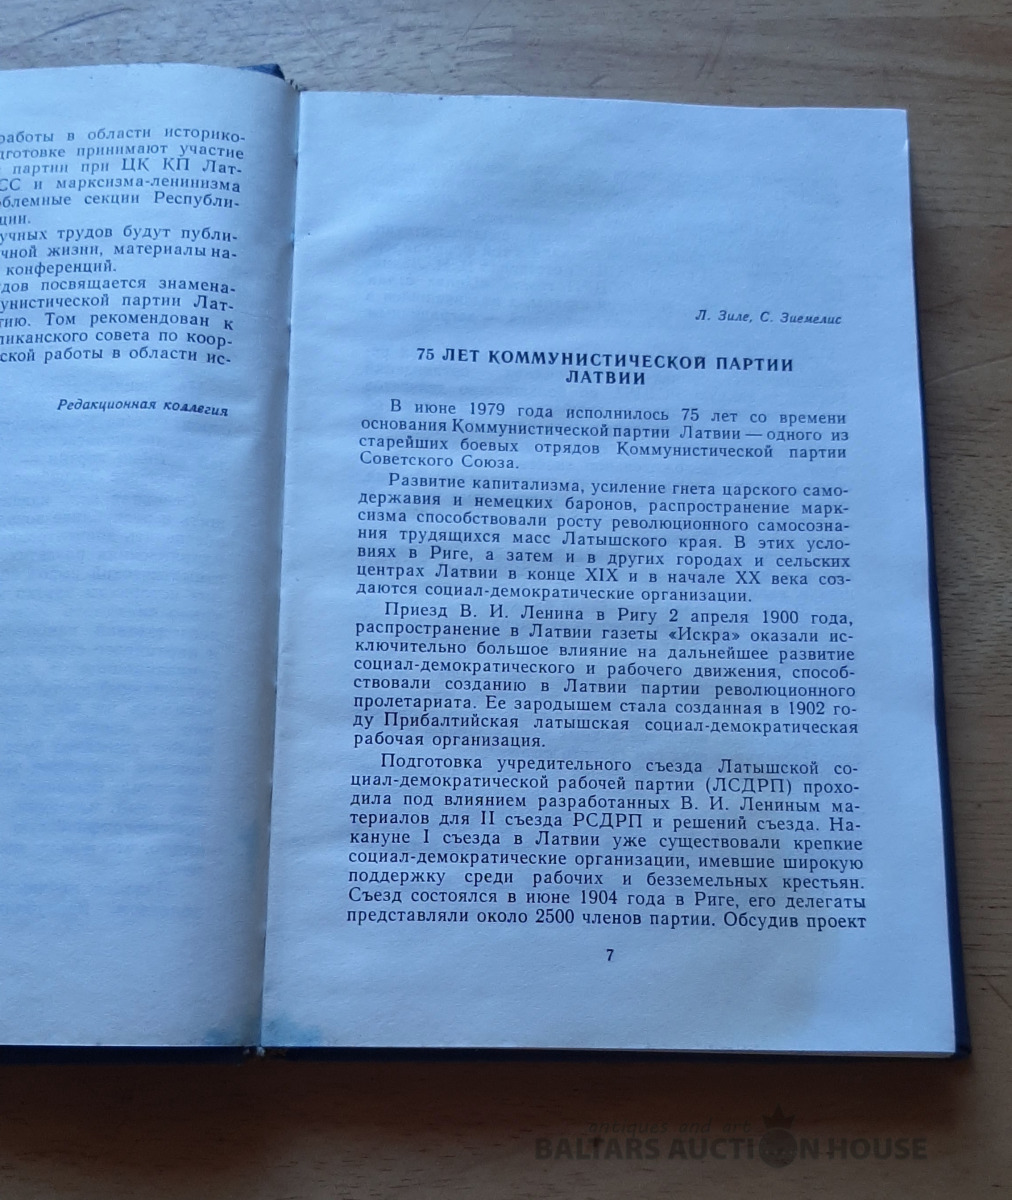 работы в области историко-
дготовке принимают участие
партии при ЦК КП Лат-
СС и марксизма-ленинизма
блемные секции Республи-
ции.
учных трудов будут публи-
чной жизни, материалы на-
конференций.
дов посвящается знамена-
унистической партии Лат-
тию. Том рекомендован к
ликанского совета по коор-
ской работы в области ис-
Редакционная коллегия
Л. Зиле, С. Зиемелис
75 ЛЕТ КОММУНИСТИЧЕСКОЙ ПАРТИИ
ЛАТВИИ
В июне 1979 года исполнилось 75 лет со времени
основания Коммунистической партии Латвии — одного из
старейших боевых отрядов Коммунистической партии
Советского Союза.
Развитие капитализма, усиление гнета царского само-
державия и немецких баронов, распространение марк-
сизма способствовали росту революционного самосозна-
ния трудящихся масс Латышского края. В этих усло-
виях в Риге, а затем и в других городах и сельских
центрах Латвии в конце XIX и в начале XX века соз-
даются социал-демократические организации.
Приезд В. И. Ленина в Ригу 2 апреля 1900 года,
распространение в Латвии газеты «Искра» оказали ис-
ключительно большое влияние на дальнейшее развитие
социал-демократического и рабочего движения, способ-
ствовали созданию в Латвии партии революционного
пролетариата. Ее зародышем стала созданная в 1902 го-
ду Прибалтийская латышская социал-демократическая
рабочая организация.
Подготовка учредительного съезда Латышской со-
циал-демократической рабочей партии (ЛСДРП) прохо-
дила под влиянием разработанных В. И. Лениным ма-
териалов для II съезда РСДРП и решений съезда. На-
кануне I съезда в Латвии уже существовали крепкие
социал-демократические организации, имевшие широкую
поддержку среди рабочих и безземельных крестьян.
Съезд состоялся в июне 1904 года в Риге, его делегаты
представляли около 2500 членов партии. Обсудив проект
7
antiques and art
BALTARS AUCTION HOUSE